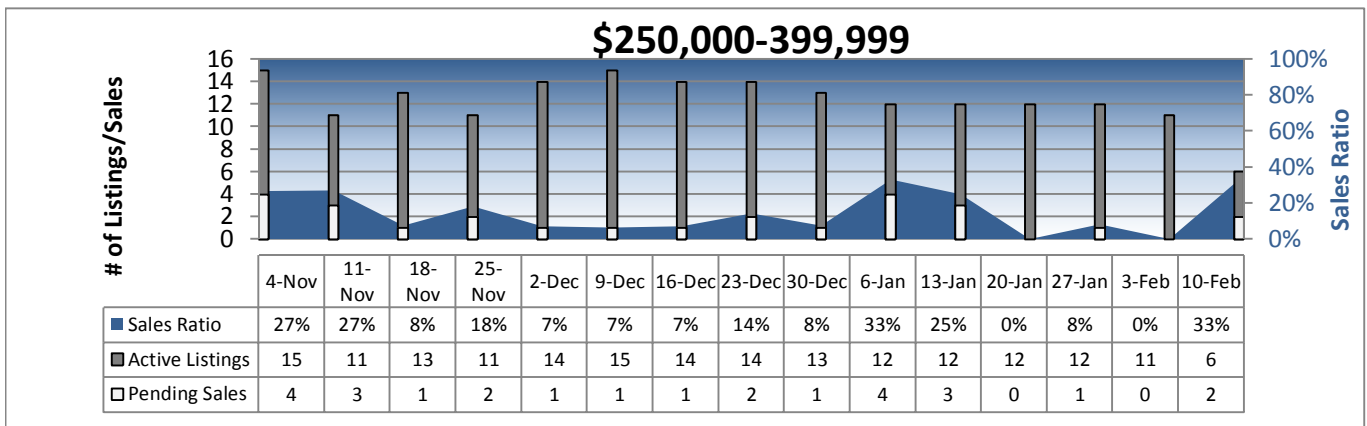 $250,000-399,999
# of Listings/Sales
16
14
12
10
8
6
4
2
0
100%
80%
60%
40%
20%
0%
Sales Ratio
4-Nov 11-Nov 18-Nov 25-Nov 2-Dec 9-Dec 16-Dec 23-Dec 30-Dec 6-Jan 13-Jan 20-Jan 27-Jan 3-Feb 10-Feb
Sales Ratio 27% 27% 8% 18% 7% 7% 7% 14% 8% 33% 25% 0% 8% 0% 33%
Active Listings 15 11 13 11 14 15 14 14 13 12 12 12 12 11 6
Pending Sales 4 3 1 2 1 1 1 2 1 4 3 0 1 0 2